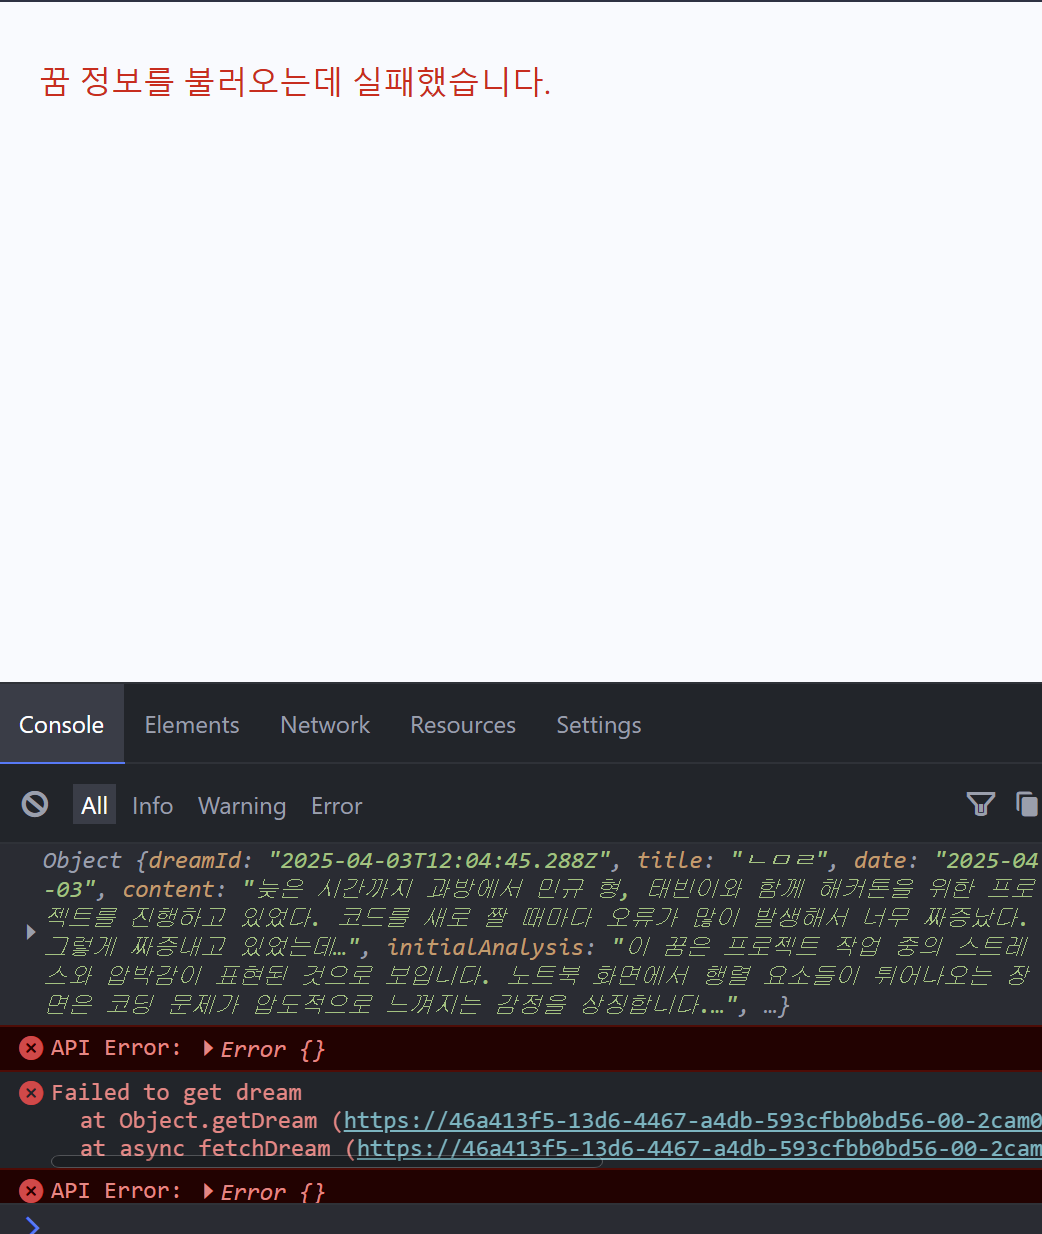 꿈 정보를 불러오는데 실패했습니다.
Console Elements Network Resources Settings
All Info Warning Error
Object {dreamId: "2025-04-03T12:04:45.288Z", title: "ㄴㅁㄹ", date: "2025-04
-03", content: "늦은 시간까지 과방에서 민규 형, 태빈이와 함께 해커톤을 위한 프로
젝트를 진행하고 있었다. 코드를 새로 짤 때마다 오류가 많이 발생해서 너무 짜증났다.
그렇게 짜증내고 있었는데…", initialAnalysis: "이 꿈은 프로젝트 작업 중의 스트레
스와 압박감이 표현된 것으로 보입니다. 노트북 화면에서 행렬 요소들이 튀어나오는 장
면은 코딩 문제가 압도적으로 느껴지는 감정을 상징합니다.…", …}
API Error: Error {}
Failed to get dream
at Object.getDream (https://46a413f5-13d6-4467-a4db-593cfbb0bd56-00-2cam0
at async fetchDream (https://46a413f5-13d6-4467-a4db-593cfbb0bd56-00-2cam
API Error: Error {}